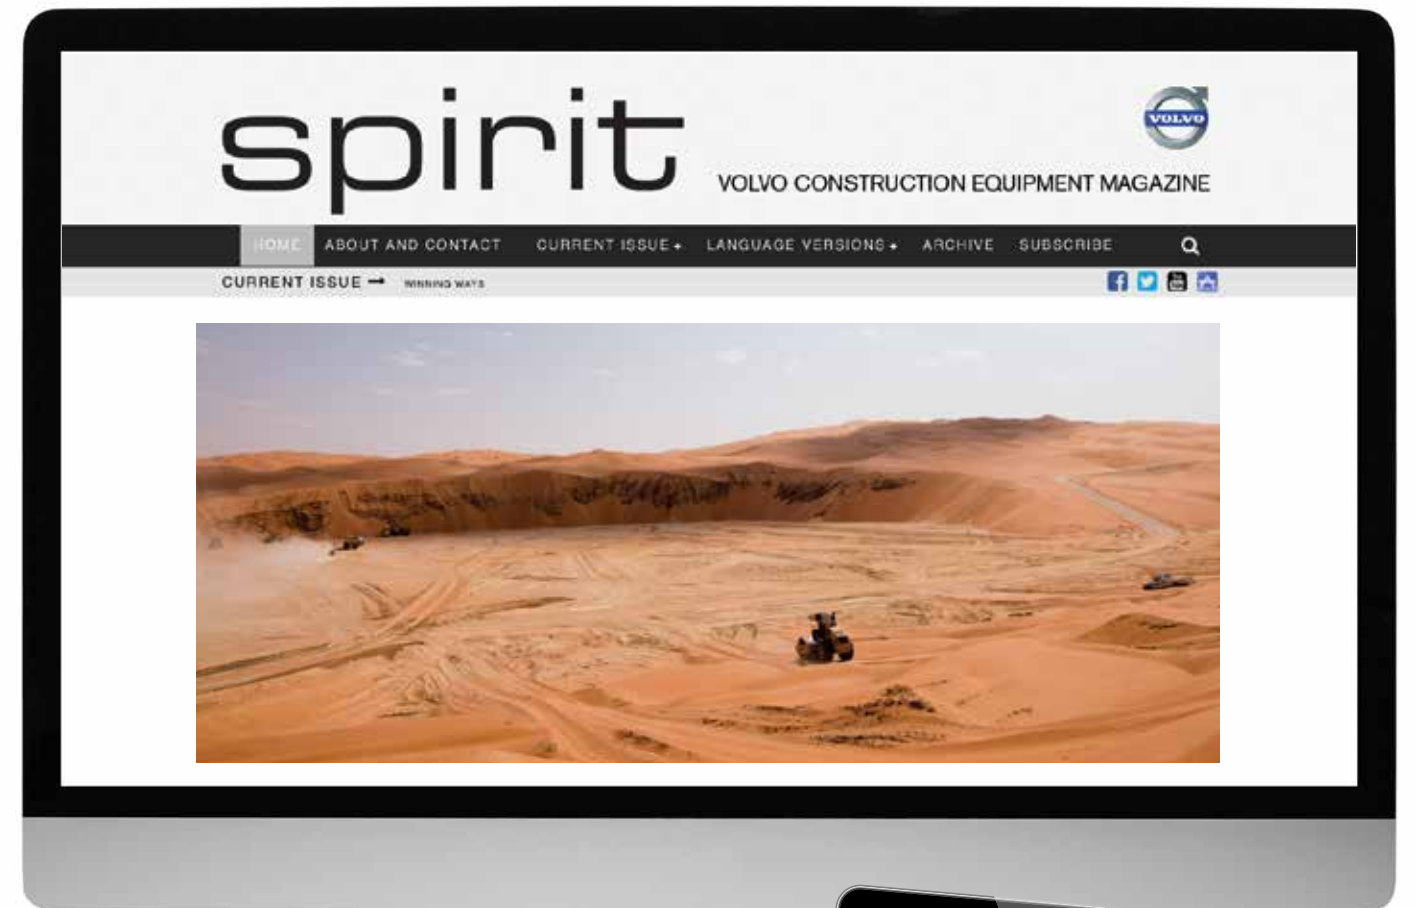 spirit
VOLVO
VOLVO CONSTRUCTION EQUIPMENT MAGAZINE
HOME ABOUT AND CONTACT CURRENT ISSUE + LANGUAGE VERSIONS + ARCHIVE SUBSCRIBE
CURRENT ISSUE → WINNING WAYS